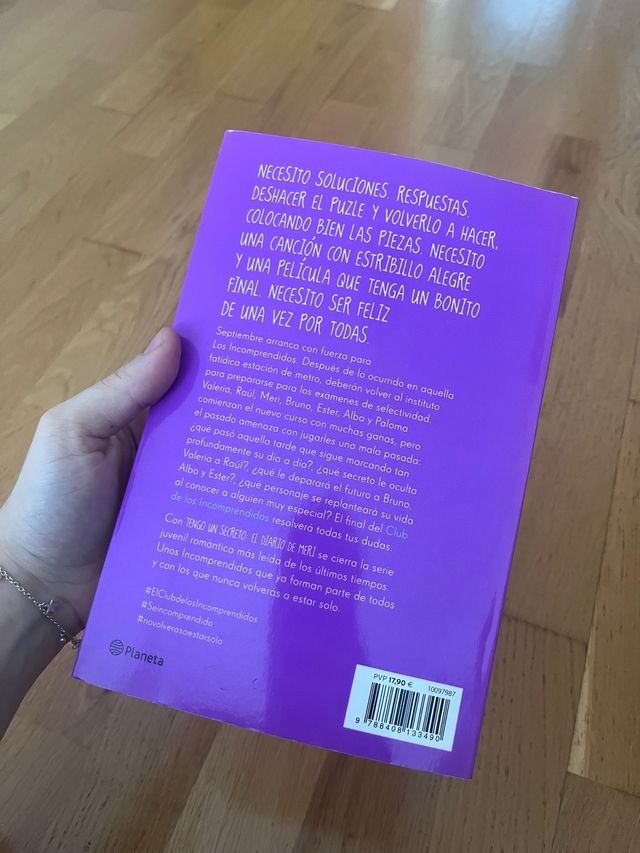 NECESITO SOLUCIONES. RESPUESTAS.
DESHACER EL PUZLE Y VOLVERLO A HACER,
COLOCANDO BIEN LAS PIEZAS. NECESITO
UNA CANCIÓN CON ESTRIBILLO ALEGRE
Y UNA PELÍCULA QUE TENGA UN BONITO
FINAL. NECESITO SER FELIZ
DE UNA VEZ POR TODAS.
Septiembre arranca con fuerza para
Los Incomprendidos. Después de lo ocurrido en aquella
fatídica estación de metro, deberán volver al instituto
para prepararse para los exámenes de selectividad.
Valeria, Raúl, Meri, Bruno, Ester, Alba y Paloma
comienzan el nuevo curso con muchas ganas, pero
el pasado amenaza con jugarles una mala pasada:
¿qué pasó aquella tarde que sigue marcando tan
profundamente su día a día?, ¿qué secreto le oculta
Valeria a Raúl?, ¿qué le deparará el futuro a Bruno,
Alba y Ester?, ¿qué personaje se replanteará su vida
al conocer a alguien muy especial? El final del Club
de los Incomprendidos resolverá todas tus dudas.
Con TENGO UN SECRETO: EL DIARIO DE MERI se cierra la serie
juvenil romántica más leída de los últimos tiempos.
Unos Incomprendidos que ya forman parte de todos
y con los que nunca volverás a estar solo.
#ElClubdelosIncomprendidos
#Seincomprendido
#novolverasaestarsolo
Planeta
PVP 17,90 € 10097987
9 788408 133490